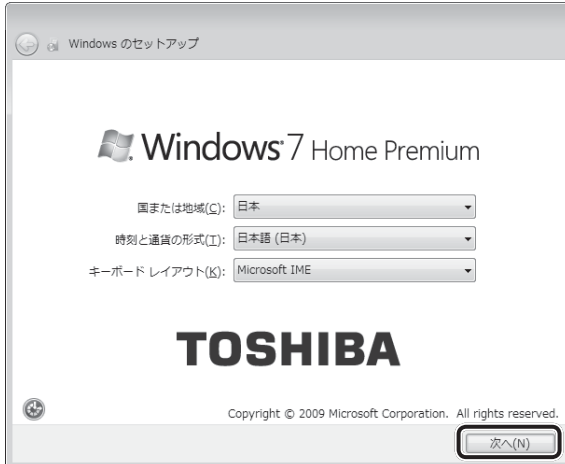 Windows のセットアップ
Windows 7 Home Premium
国または地域(C): 日本
時刻と通貨の形式(T): 日本語 (日本)
キーボード レイアウト(K): Microsoft IME
TOSHIBA
Copyright © 2009 Microsoft Corporation. All rights reserved.
次へ(N)